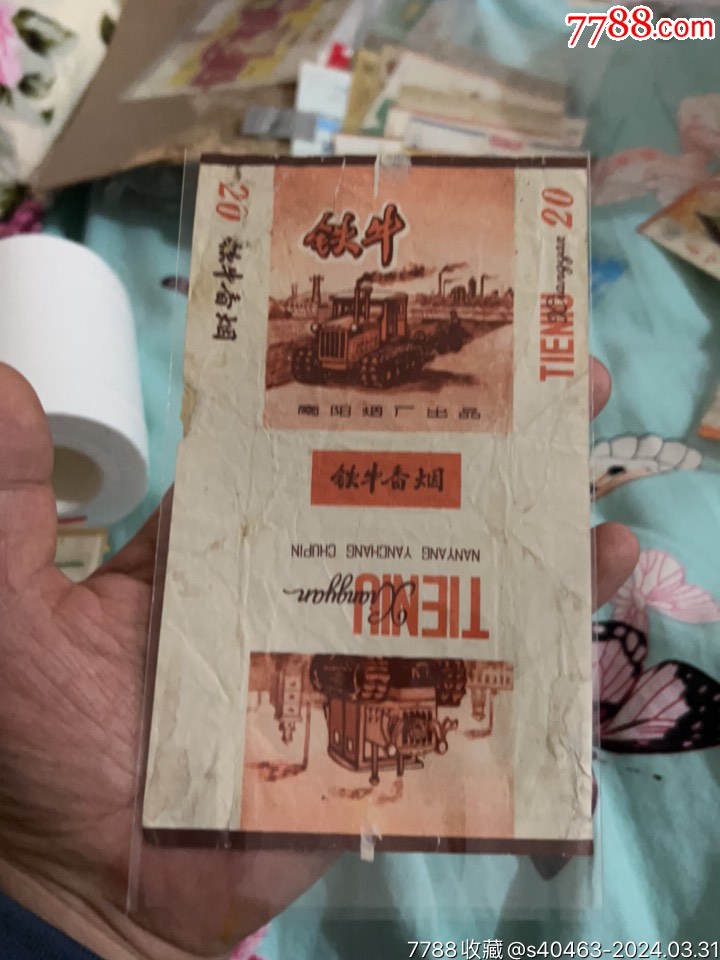 7788.com
20
铁牛香烟
铁牛
南阳烟厂出品
20
TIENIU
Xiangyan
铁牛香烟
NANYANG YANCHANG CHUPIN
Xiangyan
TIENIU
7788收藏@s40463-2024.03.31